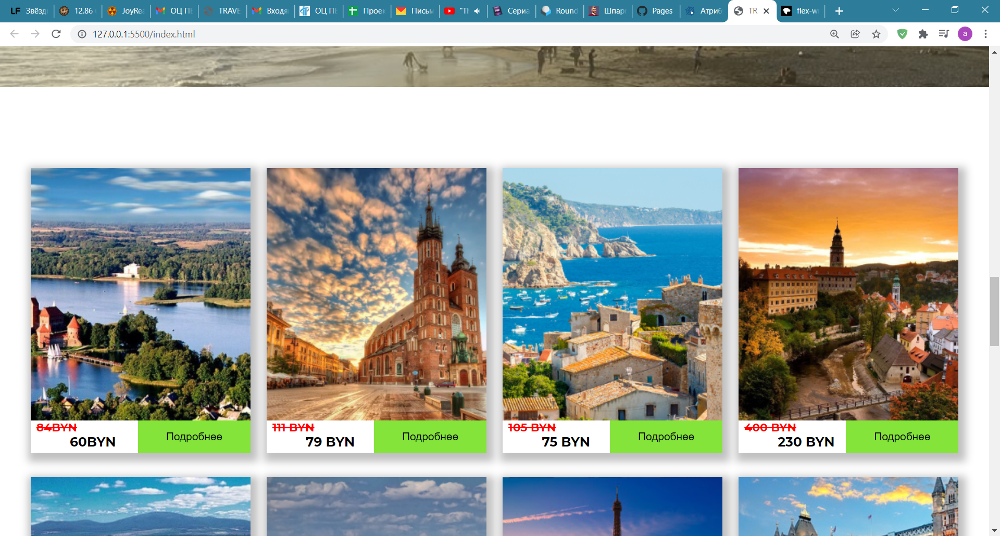 LF Звёзд
12.86
JoyRea
ОЦ ПЕ
TRAVE
Входя
ОЦ ПЕ
Проек
Письм
"Th
Сериа
Round
Шпар
Pages
Атриб
TR
flex-w
127.0.0.1:5500/index.html
a
84BYN
60BYN
Подробнее
111 BYN
79 BYN
Подробнее
105 BYN
75 BYN
Подробнее
400 BYN
230 BYN
Подробнее